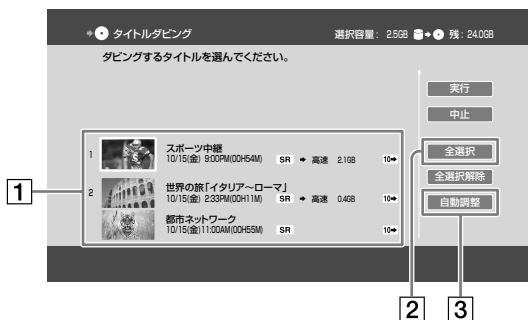 タイトルダビング
選択容量: 2.5GB 残: 24.0GB
ダビングするタイトルを選んでください。
実行
中止
全選択
全選択解除
自動調整
1 スポーツ中継
10/15(金) 9:00PM(00H54M) SR 高速 2.1GB 10
2 世界の旅「イタリア〜ローマ」
10/15(金) 2:33PM(00H11M) SR 高速 0.4GB 10
都市ネットワーク
10/15(金)11:00AM(00H55M) SR 10
1
2 3